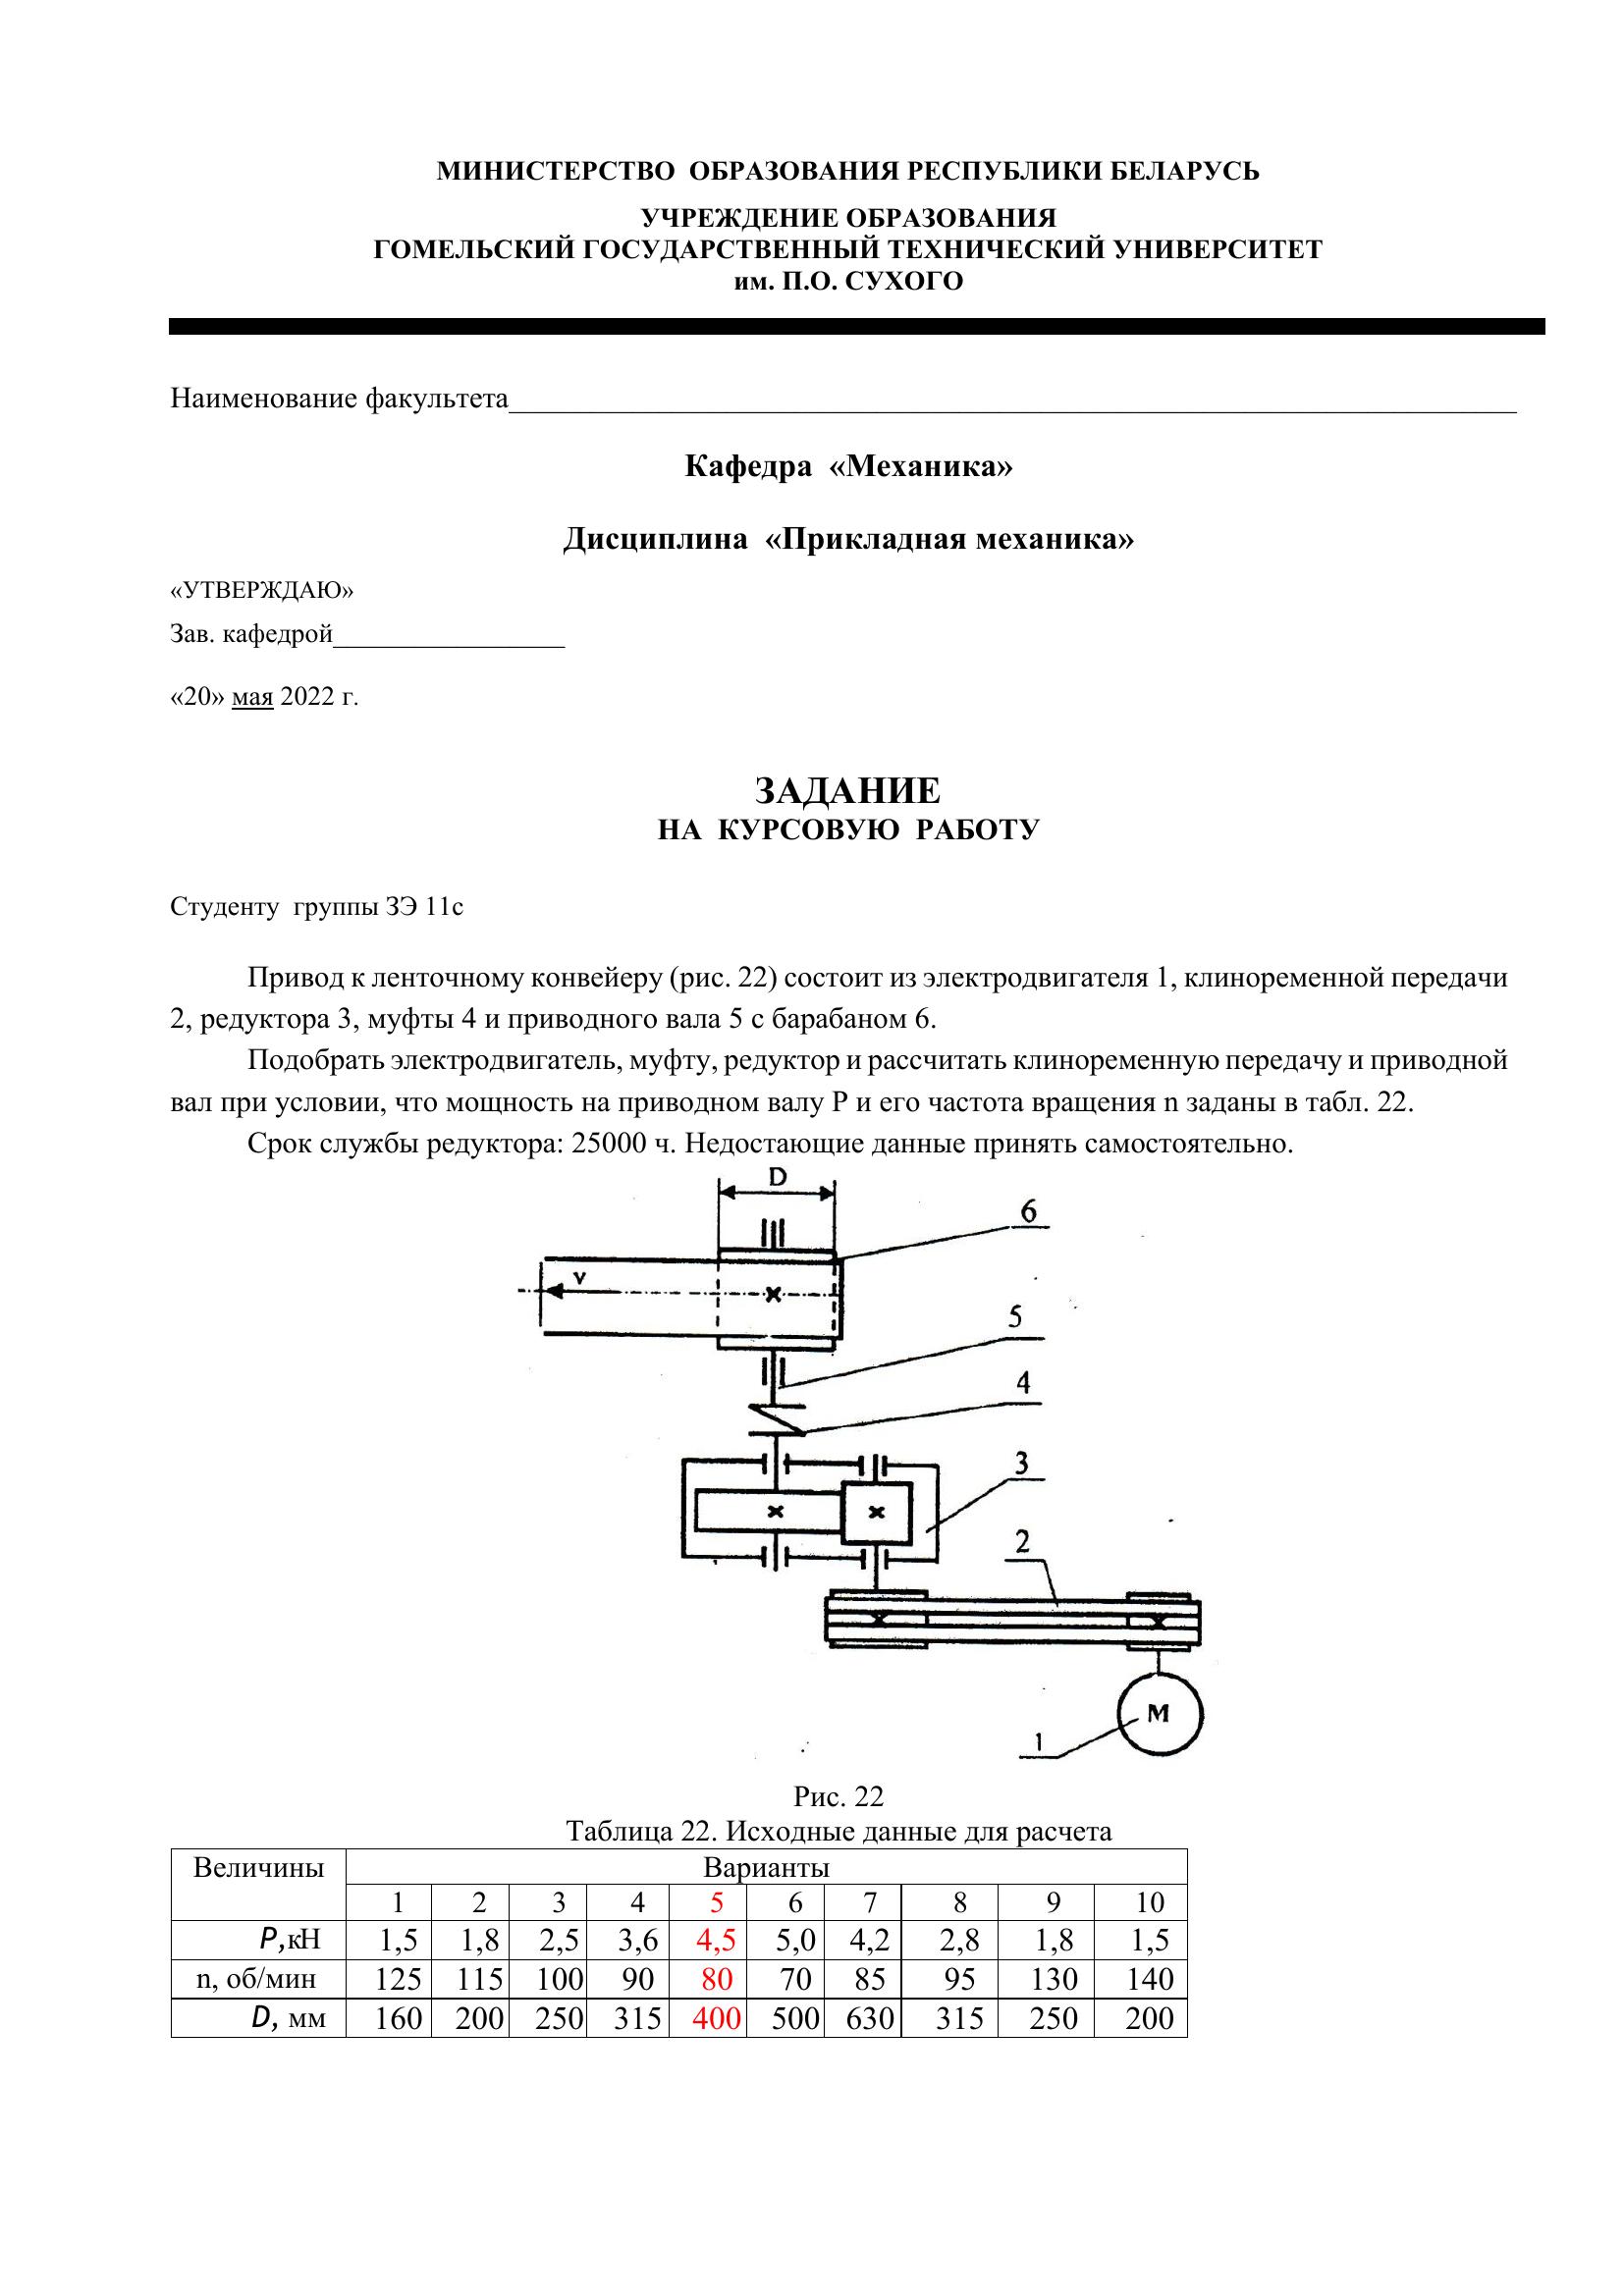 МИНИСТЕРСТВО ОБРАЗОВАНИЯ РЕСПУБЛИКИ БЕЛАРУСЬ
УЧРЕЖДЕНИЕ ОБРАЗОВАНИЯ
ГОМЕЛЬСКИЙ ГОСУДАРСТВЕННЫЙ ТЕХНИЧЕСКИЙ УНИВЕРСИТЕТ
им. П.О. СУХОГО
Наименование факультета____________________
Кафедра «Механика»
Дисциплина «Прикладная механика»
«УТВЕРЖДАЮ»
Зав. кафедрой_________________
«20» мая 2022 г.
ЗАДАНИЕ
НА КУРСОВУЮ РАБОТУ
Студенту группы ЗЭ 11с
Привод к ленточному конвейеру (рис. 22) состоит из электродвигателя 1, клиноременной передачи
2, редуктора 3, муфты 4 и приводного вала 5 с барабаном 6.
Подобрать электродвигатель, муфту, редуктор и рассчитать клиноременную передачу и приводной
вал при условии, что мощность на приводном валу P и его частота вращения n заданы в табл. 22.
Срок службы редуктора: 25000 ч. Недостающие данные принять самостоятельно.
D
6
v
5
4
3
2
M
1
Рис. 22
Таблица 22. Исходные данные для расчета
Величины Варианты
1 2 3 4 5 6 7 8 9 10
P,кН 1,5 1,8 2,5 3,6 4,5 5,0 4,2 2,8 1,8 1,5
n, об/мин 125 115 100 90 80 70 85 95 130 140
D, мм 160 200 250 315 400 500 630 315 250 200